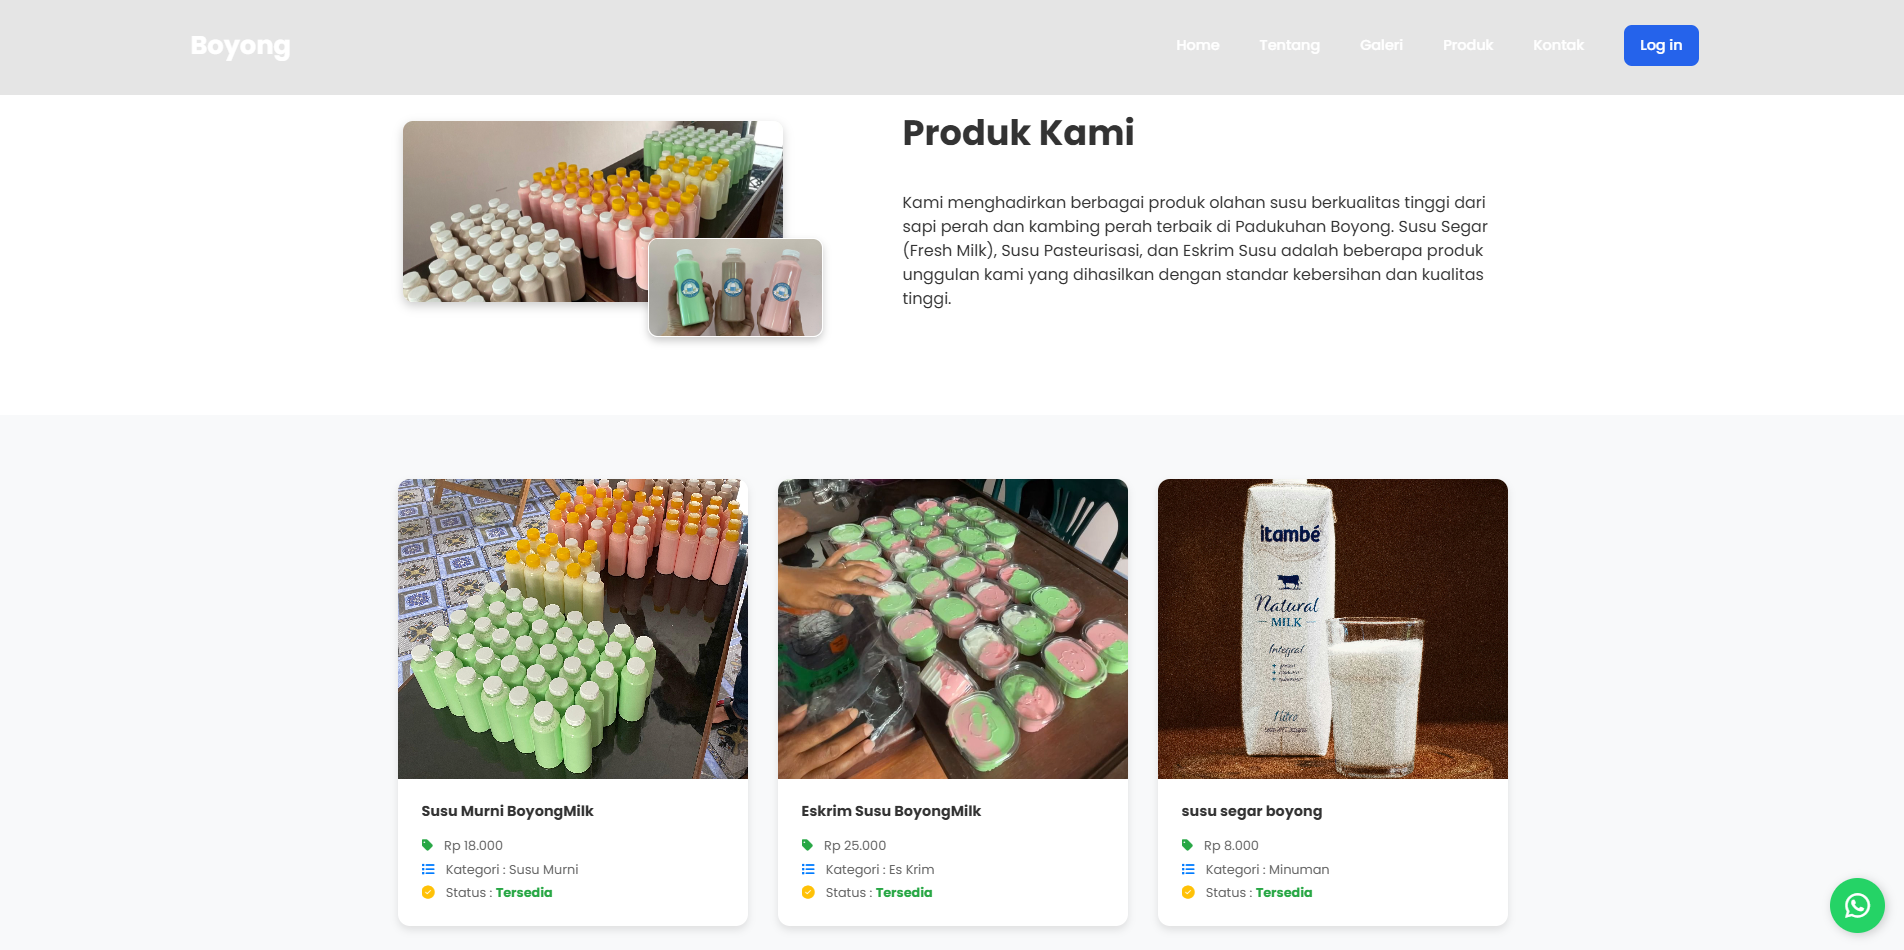 Boyong
Home
Tentang
Galeri
Produk
Kontak
Log in
Produk Kami
Kami menghadirkan berbagai produk olahan susu berkualitas tinggi dari
sapi perah dan kambing perah terbaik di Padukuhan Boyong. Susu Segar
(Fresh Milk), Susu Pasteurisasi, dan Eskrim Susu adalah beberapa produk
unggulan kami yang dihasilkan dengan standar kebersihan dan kualitas
tinggi.
itambé
Natural
MILK
Integral
Nitro
Susu Murni BoyongMilk
Rp 18.000
Kategori : Susu Murni
Status : Tersedia
Eskrim Susu BoyongMilk
Rp 25.000
Kategori : Es Krim
Status : Tersedia
susu segar boyong
Rp 8.000
Kategori : Minuman
Status : Tersedia